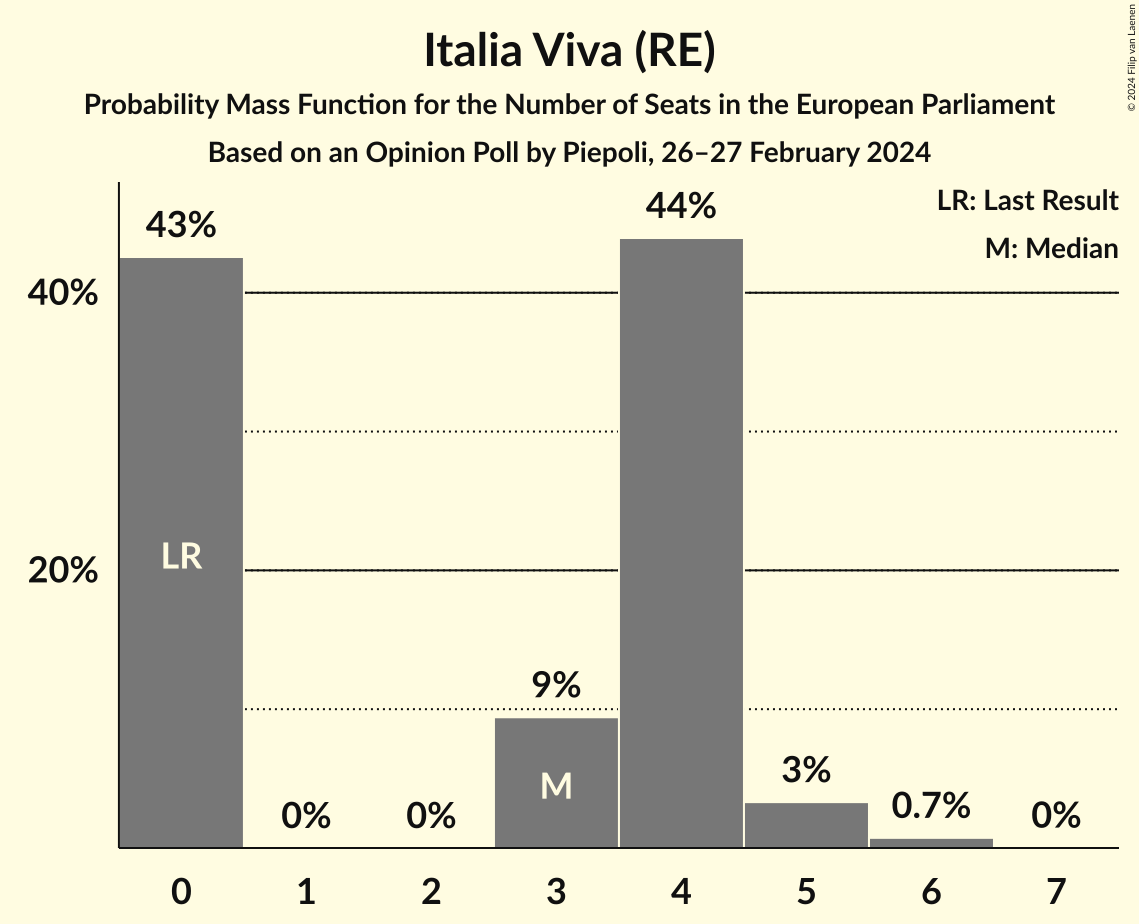 Italia Viva (RE)
Probability Mass Function for the Number of Seats in the European Parliament
Based on an Opinion Poll by Piepoli, 26–27 February 2024
© 2024 Filip van Laenen
LR: Last Result
M: Median
43%
44%
40%
LR
20%
9%
M
3%
0.7%
0%
0%
0%
0
1
2
3
4
5
6
7